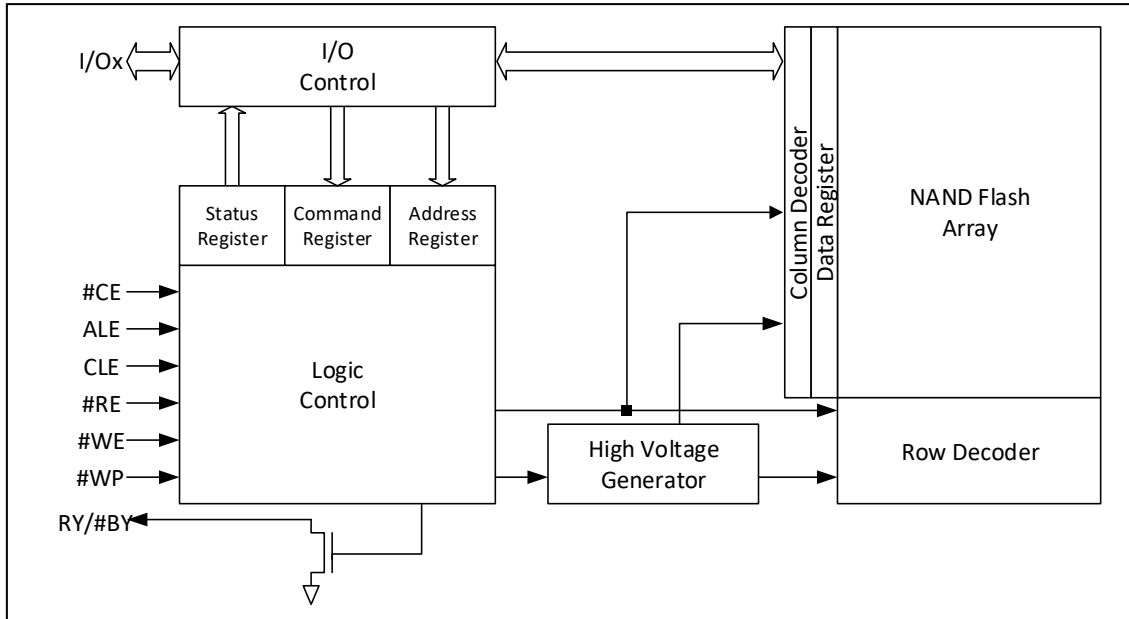 I/Ox
I/O
Control
Status
Register
Command
Register
Address
Register
Column Decoder
Data Register
NAND Flash
Array
#CE
ALE
CLE
#RE
#WE
#WP
RY/#BY
Logic
Control
High Voltage
Generator
Row Decoder